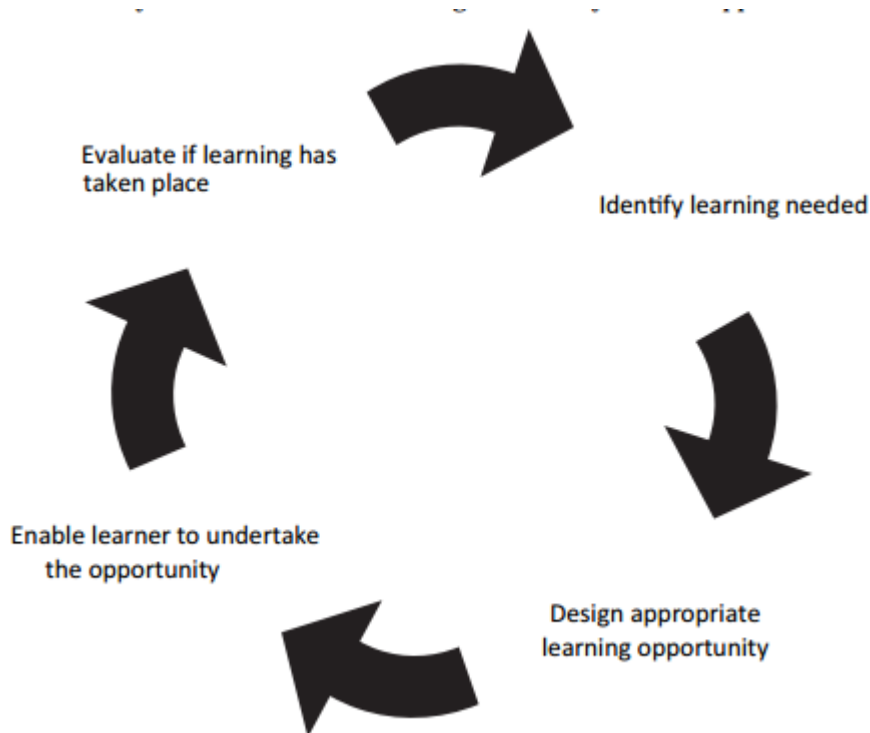 Evaluate if learning has
taken place
Identify learning needed
Enable learner to undertake
the opportunity
Design appropriate
learning opportunity